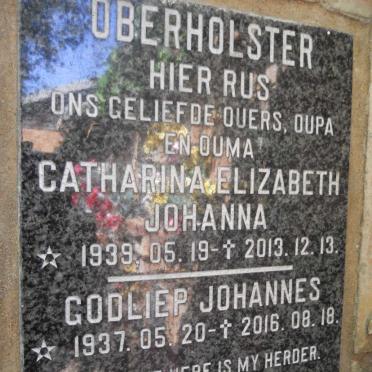 OBERHOLSTER
HIER RUS
ONS GELIEFDE OUERS, OUPA
EN OUMA
CATHARINA ELIZABETH
JOHANNA
☆ 1939. 05. 19-✝ 2013. 12. 13.
GODLIEP JOHANNES
☆ 1937. 05. 20-✝ 2016. 08. 18.
HERE IS MY HERDER.